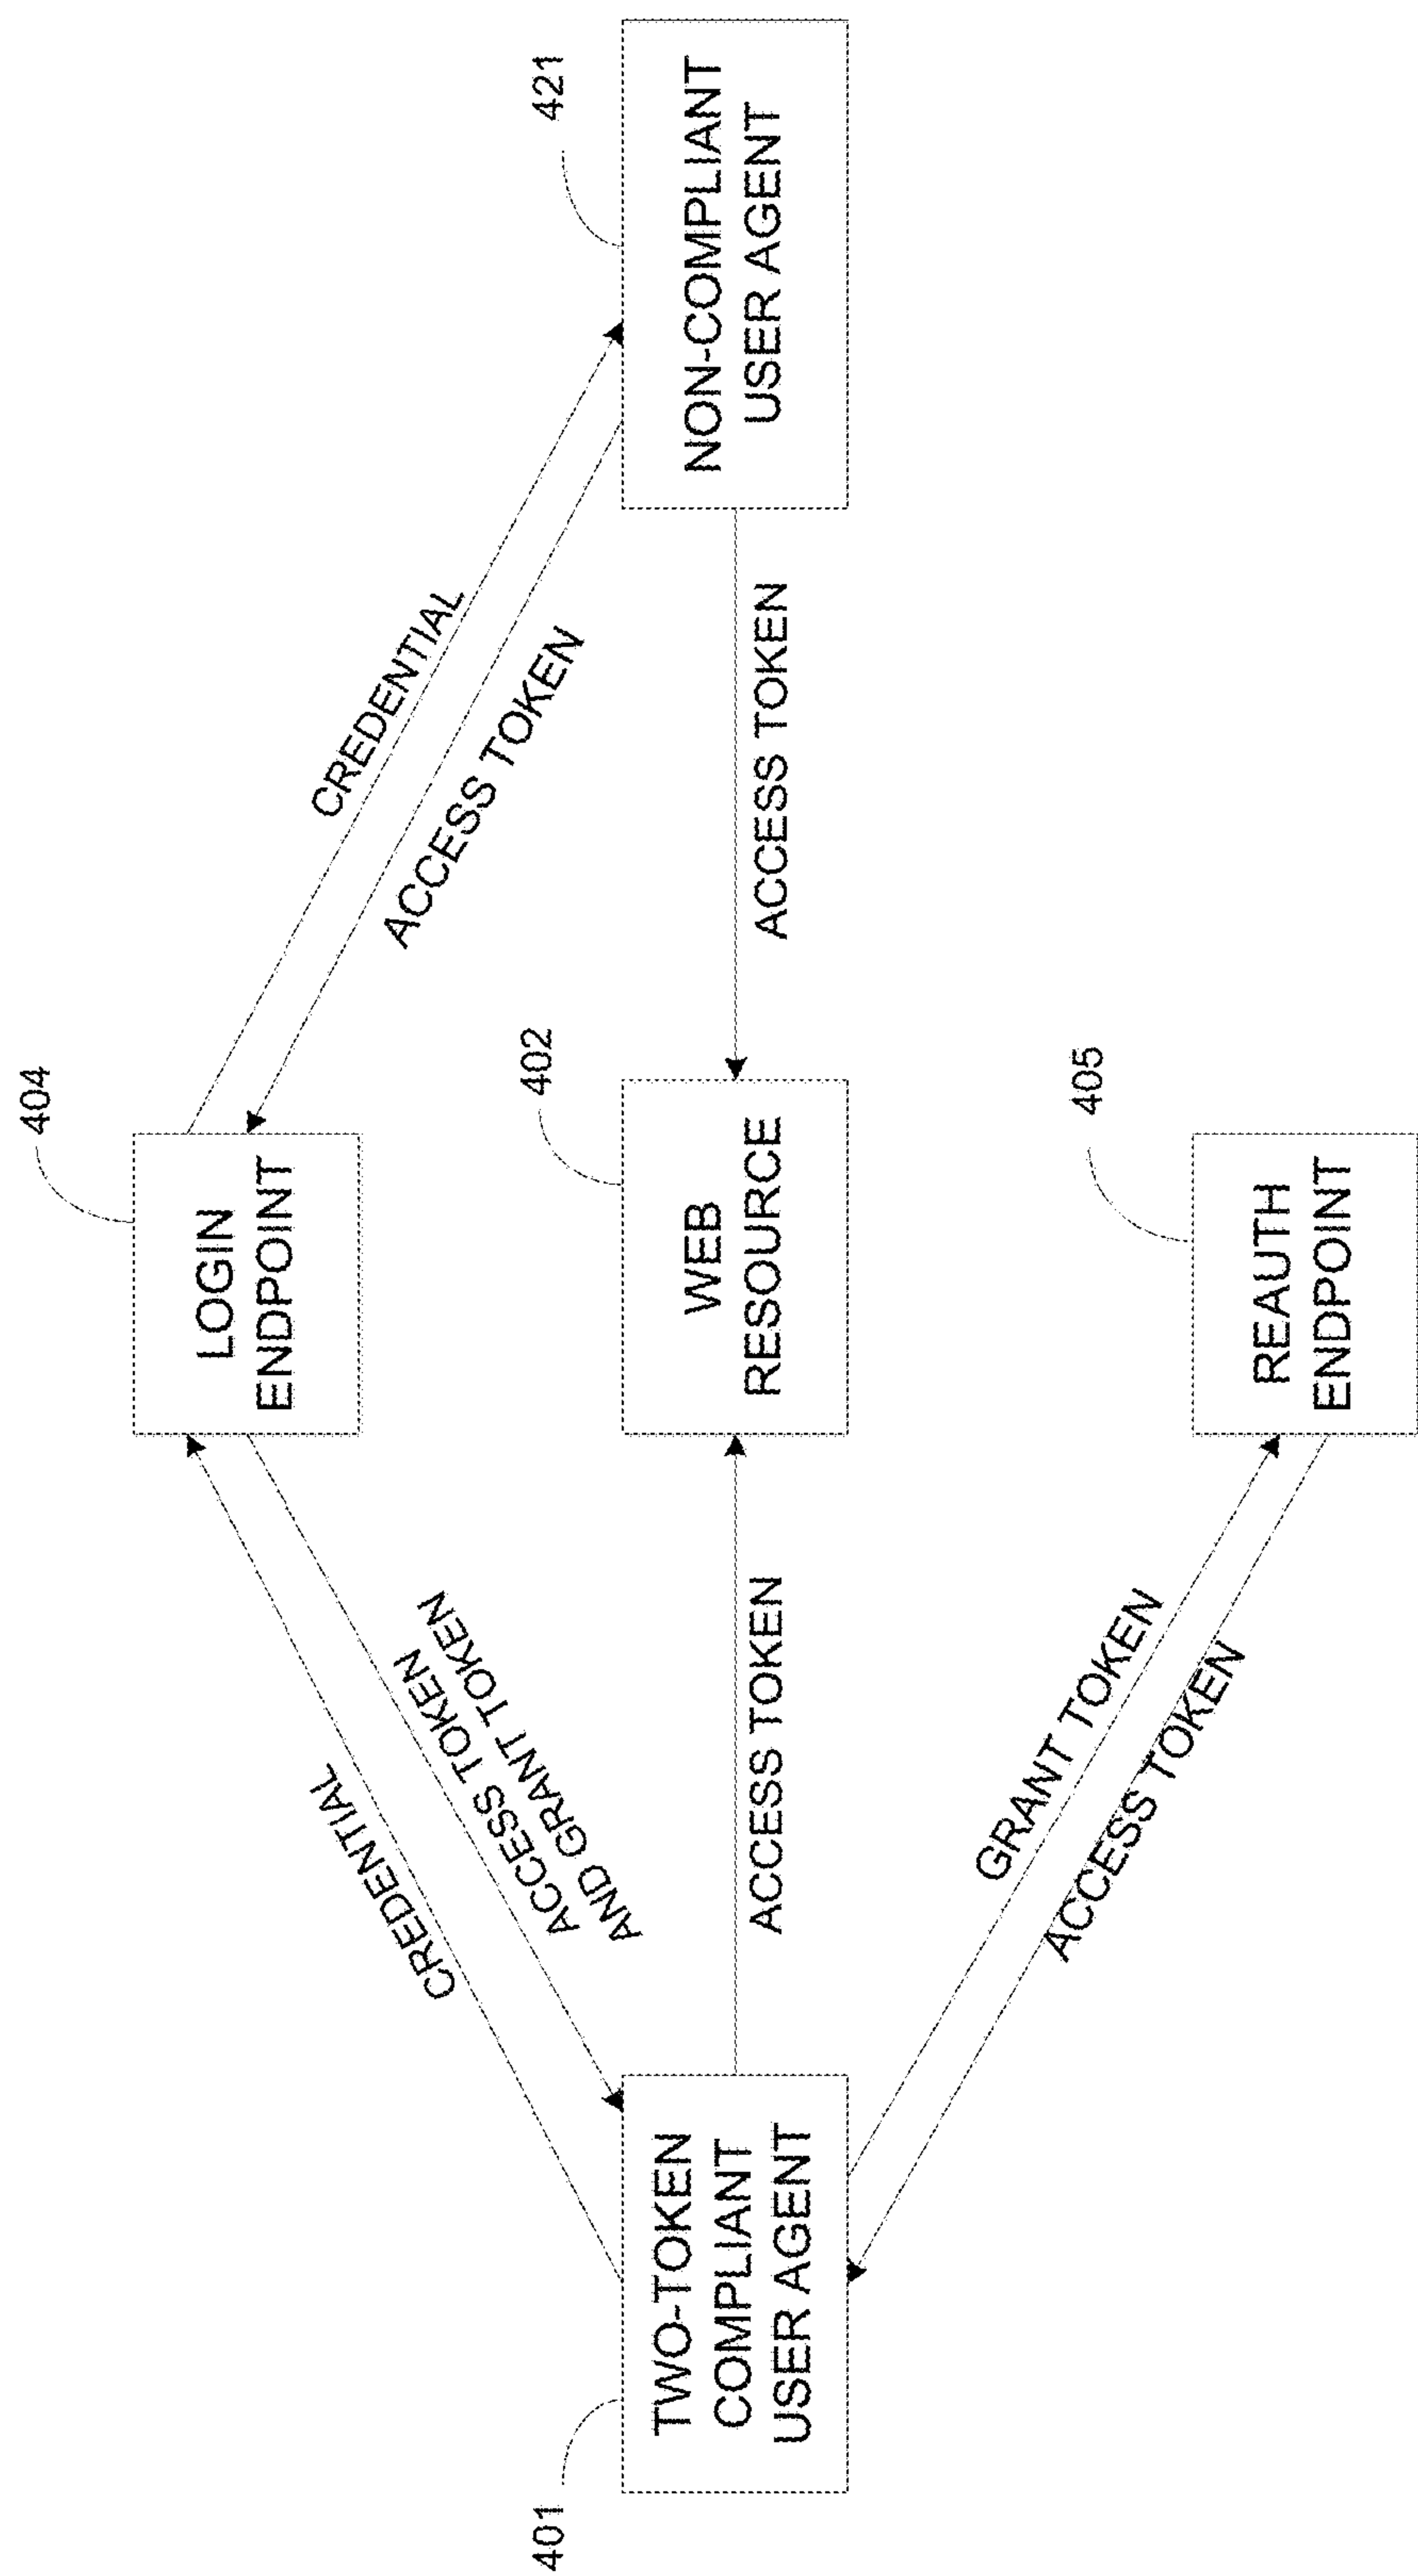 404
LOGIN
ENDPOINT
CREDENTIAL
ACCESS TOKEN
AND GRANT TOKEN
CREDENTIAL
ACCESS TOKEN
401
TWO-TOKEN
COMPLIANT
USER AGENT
ACCESS TOKEN
402
WEB
RESOURCE
ACCESS TOKEN
421
NON-COMPLIANT
USER AGENT
GRANT TOKEN
ACCESS TOKEN
405
REAUTH
ENDPOINT